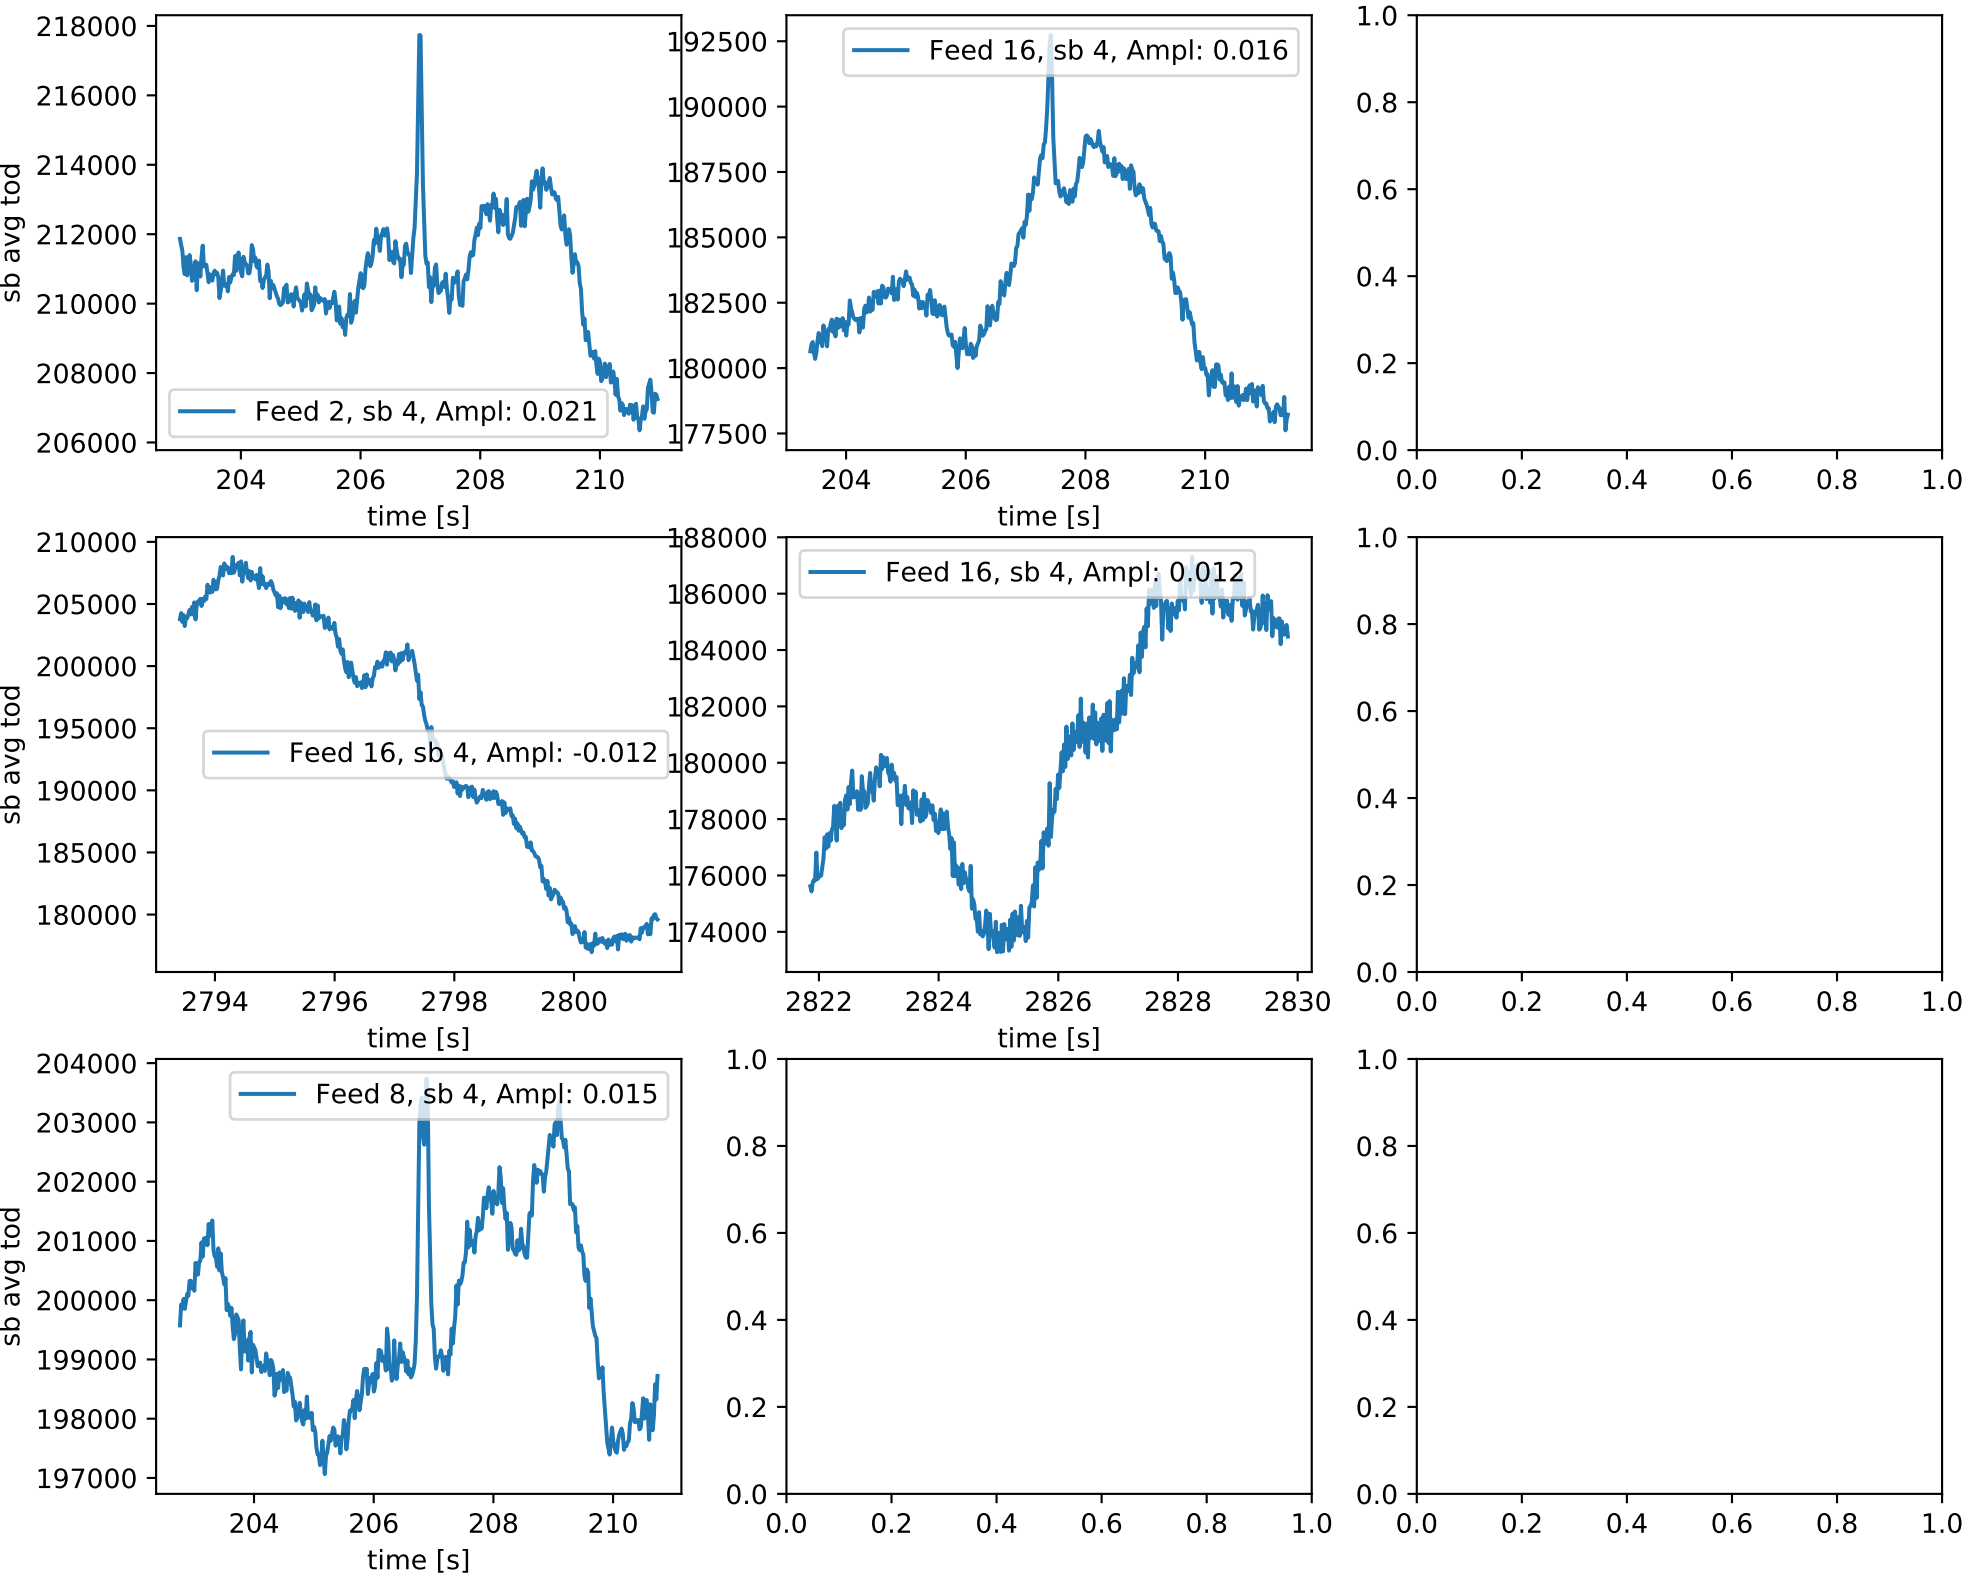 218000
216000
214000
212000
210000
208000
206000
sb avg tod
Feed 2, sb 4, Ampl: 0.021
204 206 208 210
time [s]
192500
190000
187500
185000
182500
180000
177500
Feed 16, sb 4, Ampl: 0.016
204 206 208 210
time [s]
1.0
0.8
0.6
0.4
0.2
0.0
0.0 0.2 0.4 0.6 0.8 1.0
210000
205000
200000
195000
190000
185000
180000
sb avg tod
Feed 16, sb 4, Ampl: -0.012
2794 2796 2798 2800
time [s]
188000
186000
184000
182000
180000
178000
176000
174000
Feed 16, sb 4, Ampl: 0.012
2822 2824 2826 2828 2830
time [s]
1.0
0.8
0.6
0.4
0.2
0.0
0.0 0.2 0.4 0.6 0.8 1.0
204000
203000
202000
201000
200000
199000
198000
197000
sb avg tod
Feed 8, sb 4, Ampl: 0.015
204 206 208 210
time [s]
1.0
0.8
0.6
0.4
0.2
0.0
0.0 0.2 0.4 0.6 0.8 1.0
1.0
0.8
0.6
0.4
0.2
0.0
0.0 0.2 0.4 0.6 0.8 1.0